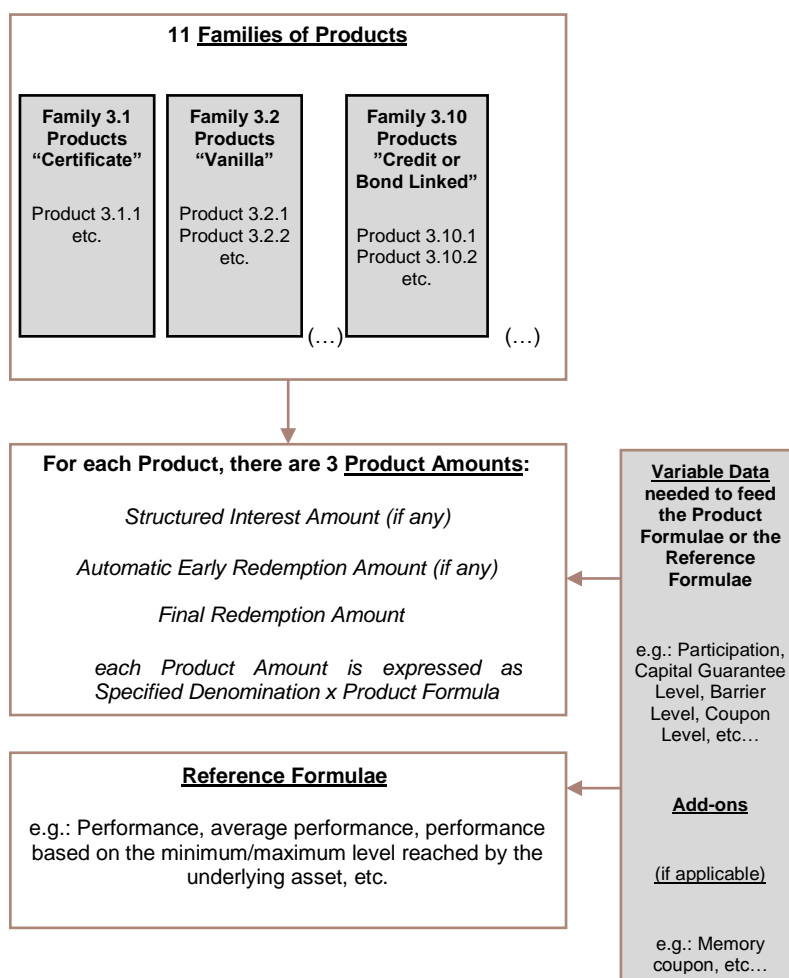 11 Families of Products
Family 3.1
Products
“Certificate”
Product 3.1.1
etc.
Family 3.2
Products
“Vanilla”
Product 3.2.1
Product 3.2.2
etc.
(…)
Family 3.10
Products
”Credit or
Bond Linked”
Product 3.10.1
Product 3.10.2
etc.
(…)
For each Product, there are 3 Product Amounts:
Structured Interest Amount (if any)
Automatic Early Redemption Amount (if any)
Final Redemption Amount
each Product Amount is expressed as
Specified Denomination x Product Formula
Reference Formulae
e.g.: Performance, average performance, performance
based on the minimum/maximum level reached by the
underlying asset, etc.
Variable Data
needed to feed
the Product
Formulae or the
Reference
Formulae
e.g.: Participation,
Capital Guarantee
Level, Barrier
Level, Coupon
Level, etc…
Add-ons
(if applicable)
e.g.: Memory
coupon, etc…